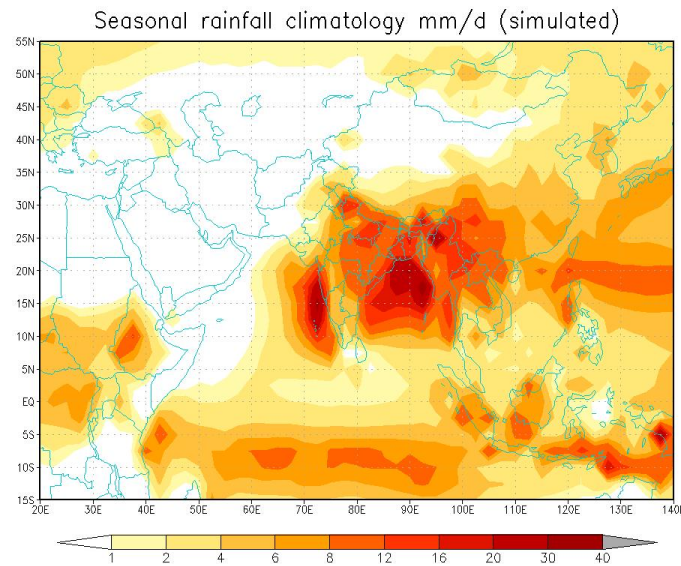 Seasonal rainfall climatology mm/d (simulated)
55N
50N
45N
40N
35N
30N
25N
20N
15N
10N
5N
EQ
5S
10S
15S
20E 30E 40E 50E 60E 70E 80E 90E 100E 110E 120E 130E 140E
1 2 4 6 8 12 16 20 30 40